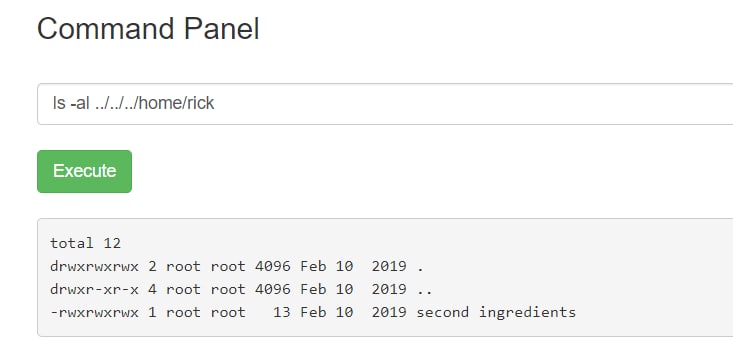 Command Panel
ls -al ../../../home/rick
Execute
total 12
drwxrwxrwx 2 root root 4096 Feb 10  2019 .
drwxr-xr-x 4 root root 4096 Feb 10  2019 ..
-rwxrwxrwx 1 root root   13 Feb 10  2019 second ingredients